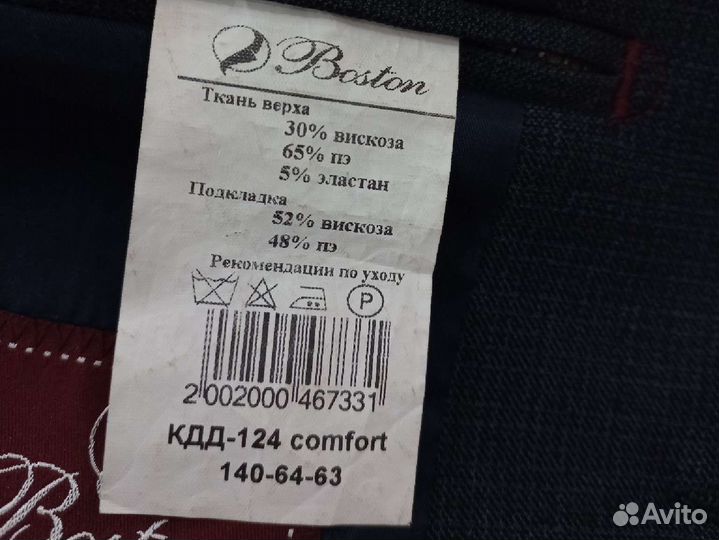 Boston
Ткань верха
30% вискоза
65% пэ
5% эластан
Подкладка
52% вискоза
48% пэ
Рекомендации по уходу
P
2 002000 467331
КДД-124 comfort
140-64-63
Bosto
Avito